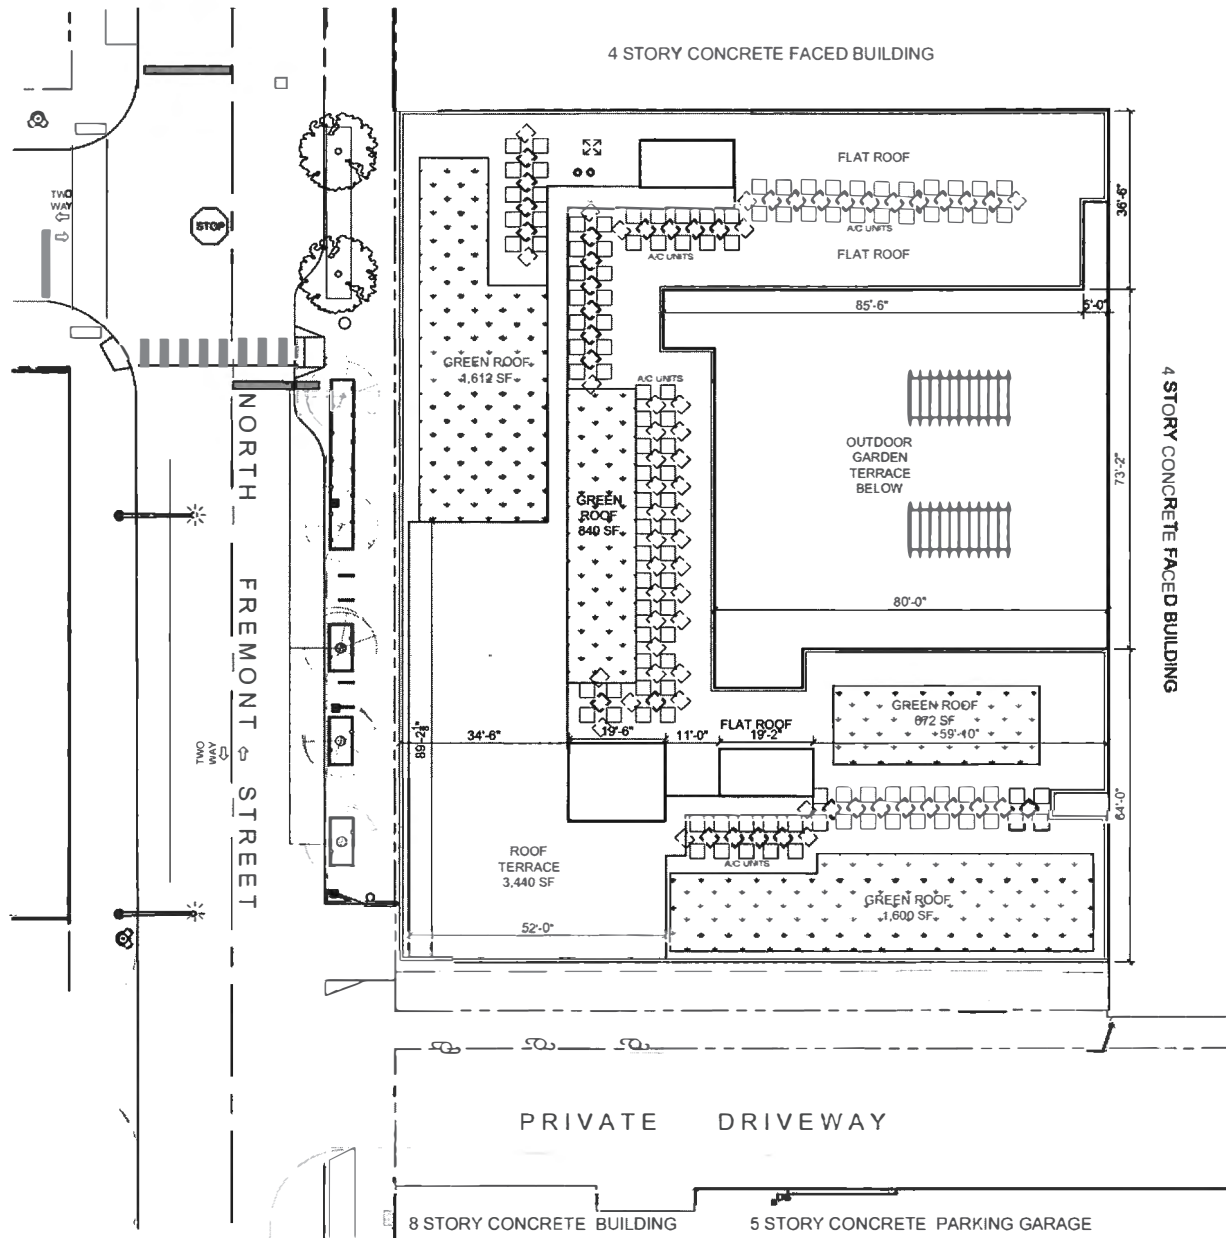 4 STORY CONCRETE FACED BUILDING
FLAT ROOF
TWO
WAY
STOP
36'-6"
A/C UNITS
A/C UNITS
FLAT ROOF
85'-6"
5'-0"
GREEN ROOF
1,612 SF
A/C UNITS
4 STORY CONCRETE FACED BUILDING
NORTH FREMONT STREET
OUTDOOR
GARDEN
TERRACE
BELOW
73'-2"
GREEN
ROOF
840 SF
80'-0"
GREEN ROOF
672 SF
FLAT ROOF
34'-6"
19'-6"
11'-0"
19'-2"
59'-10"
89'-2 1/8"
TWO
WAY
64'-0"
ROOF
TERRACE
3,440 SF
A/C UNITS
GREEN ROOF
1,600 SF
52'-0"
PRIVATE DRIVEWAY
8 STORY CONCRETE BUILDING
5 STORY CONCRETE PARKING GARAGE